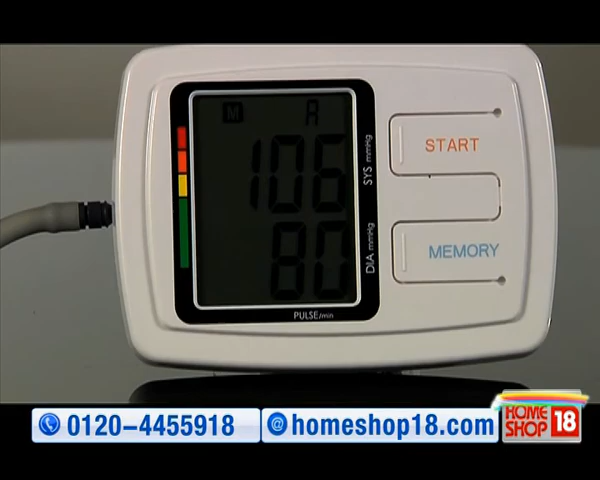 M A
106
SYS mmHg
80
DIA mmHg
PULSE/min
START
MEMORY
0120-4455918
@homeshop18.com
HOME
SHOP 18